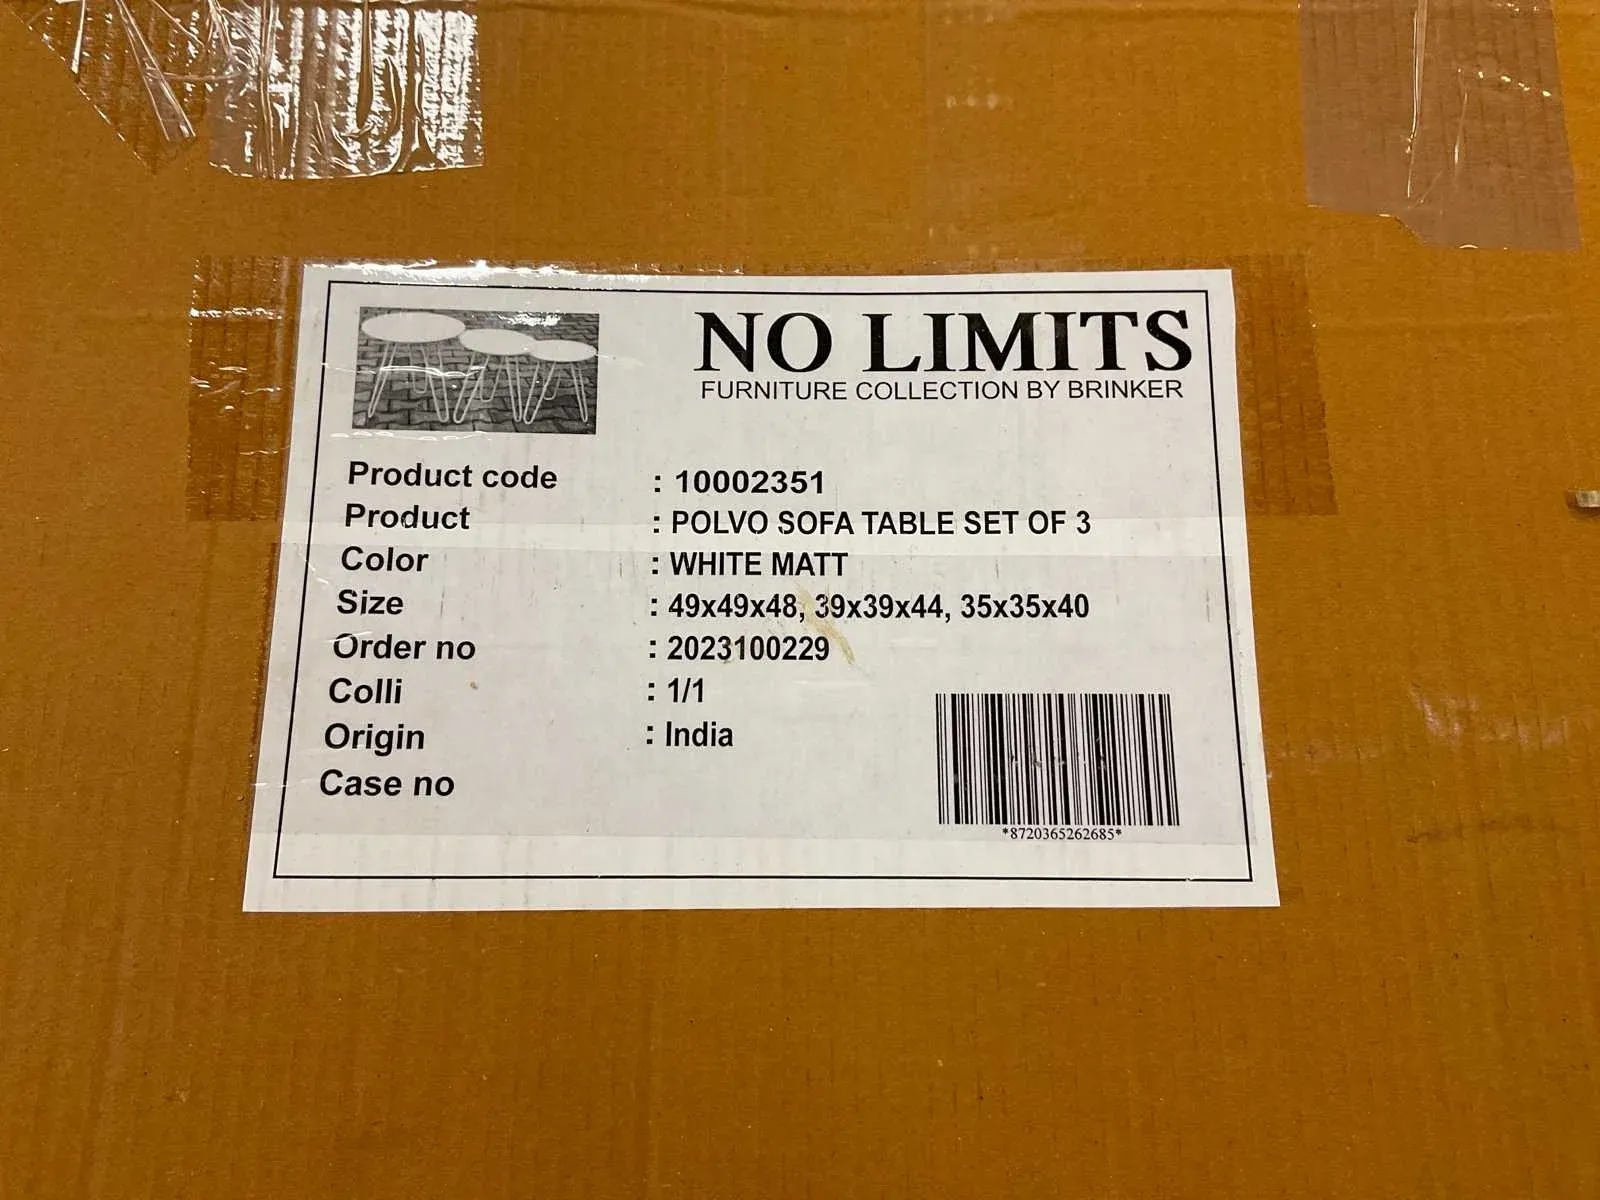 NO LIMITS
FURNITURE COLLECTION BY BRINKER
Product code : 10002351
Product : POLVO SOFA TABLE SET OF 3
Color : WHITE MATT
Size : 49x49x48, 39x39x44, 35x35x40
Order no : 2023100229
Colli : 1/1
Origin : India
Case no
*8720365262685*